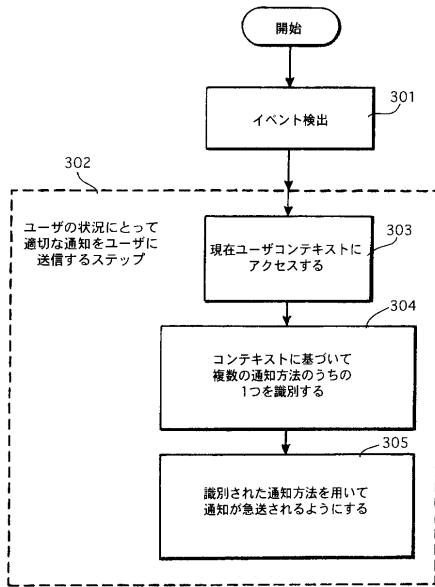 開始
301
イベント検出
302
ユーザの状況にとって
適切な通知をユーザに
送信するステップ
303
現在ユーザコンテキストに
アクセスする
304
コンテキストに基づいて
複数の通知方法のうちの
1つを識別する
305
識別された通知方法を用いて
通知が急送されるようにする